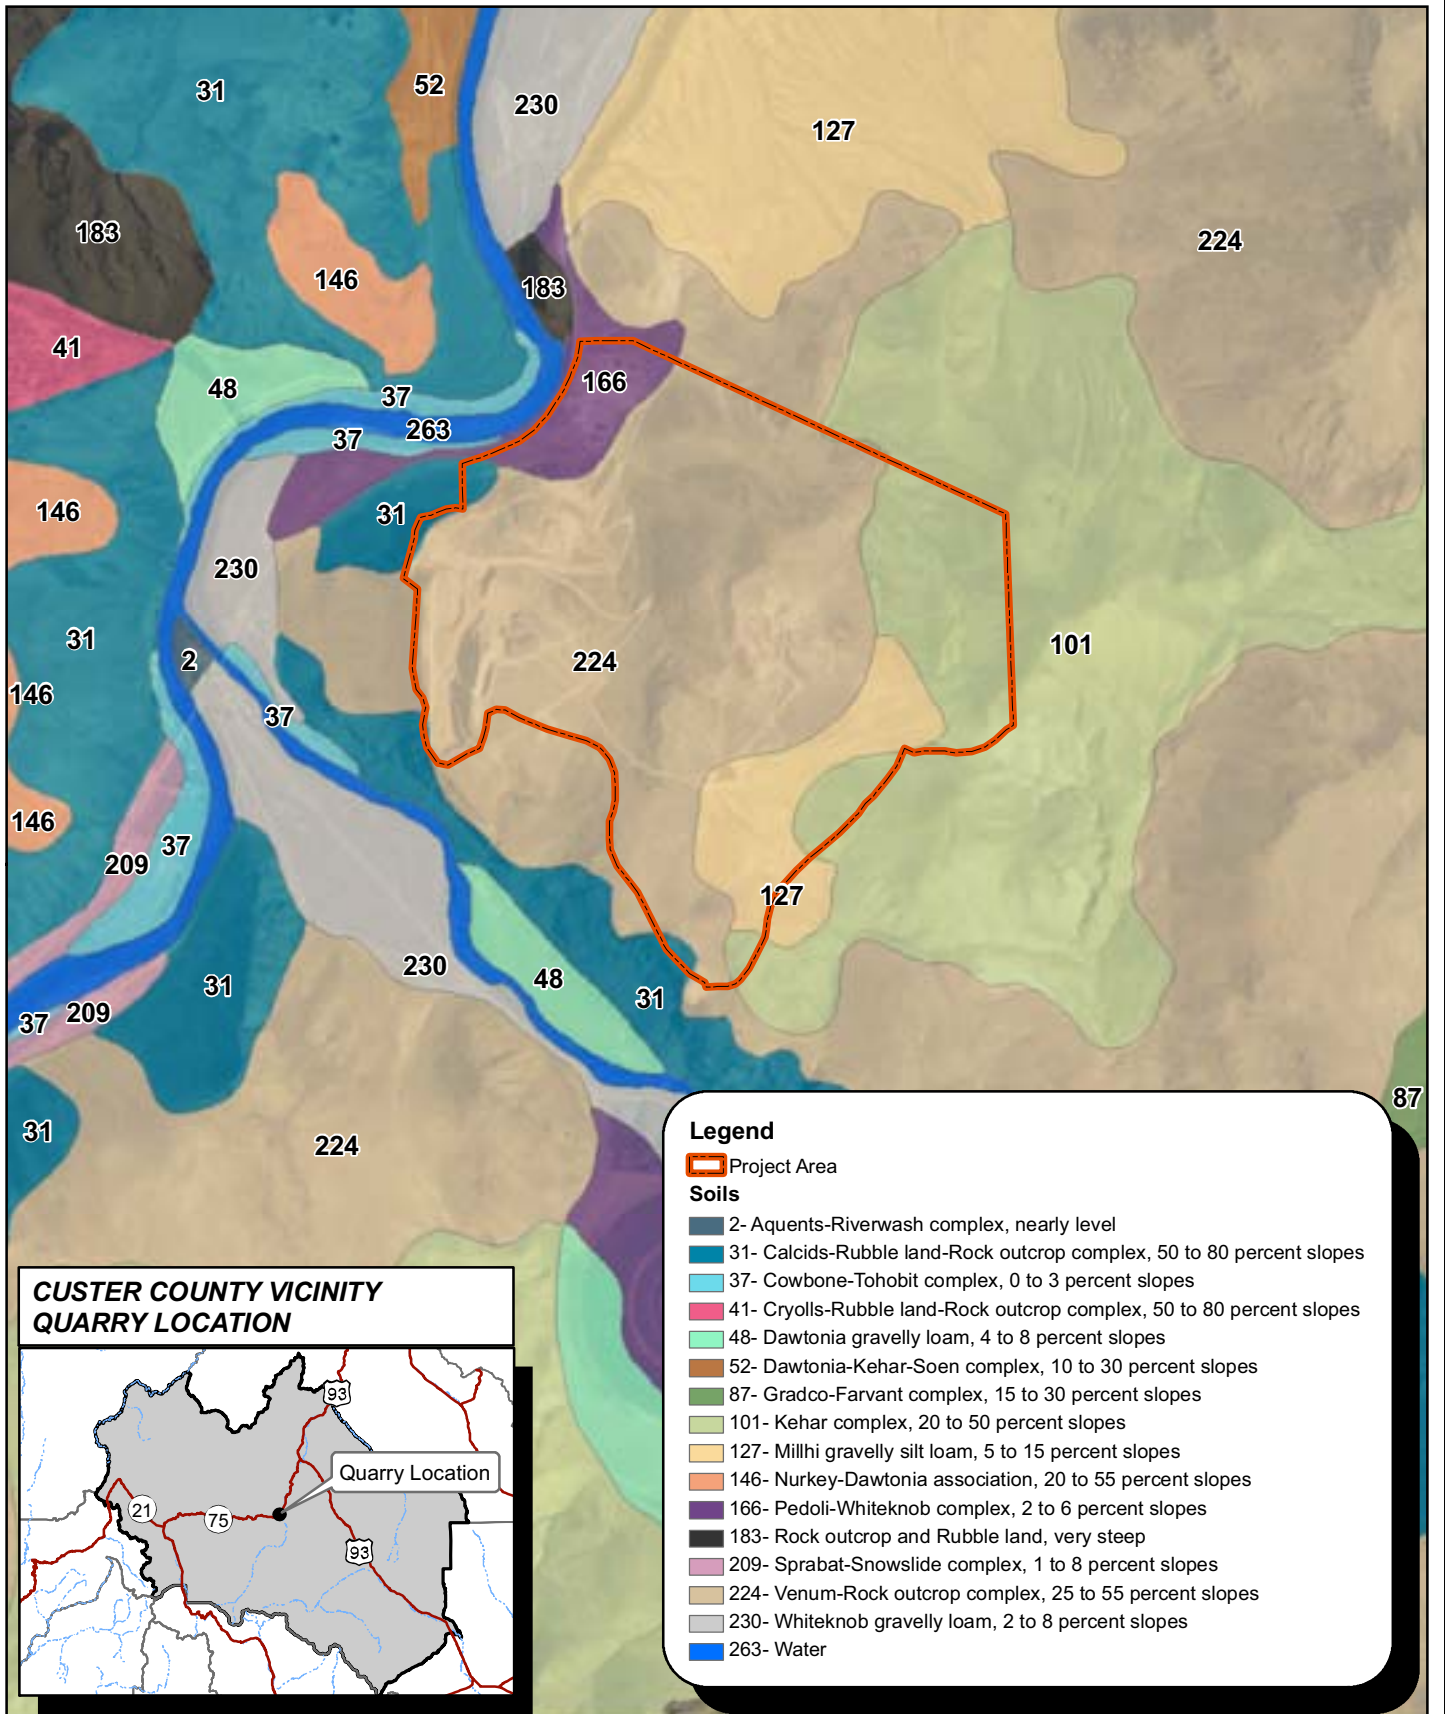 31
52
230
127
183
224
146
183
41
48
37
166
37
263
146
31
230
31
2
224
101
146
37
146
37
209
127
230
48
31
31
209
37
87
31
224
Legend
Project Area
Soils
2- Aquents-Riverwash complex, nearly level
31- Calcids-Rubble land-Rock outcrop complex, 50 to 80 percent slopes
37- Cowbone-Tohobit complex, 0 to 3 percent slopes
41- Cryolls-Rubble land-Rock outcrop complex, 50 to 80 percent slopes
48- Dawtonia gravelly loam, 4 to 8 percent slopes
52- Dawtonia-Kehar-Soen complex, 10 to 30 percent slopes
87- Gradco-Farvant complex, 15 to 30 percent slopes
101- Kehar complex, 20 to 50 percent slopes
127- Millhi gravelly silt loam, 5 to 15 percent slopes
146- Nurkey-Dawtonia association, 20 to 55 percent slopes
166- Pedoli-Whiteknob complex, 2 to 6 percent slopes
183- Rock outcrop and Rubble land, very steep
209- Sprabat-Snowslide complex, 1 to 8 percent slopes
224- Venum-Rock outcrop complex, 25 to 55 percent slopes
230- Whiteknob gravelly loam, 2 to 8 percent slopes
263- Water
CUSTER COUNTY VICINITY
QUARRY LOCATION
93
Quarry Location
21
75
93